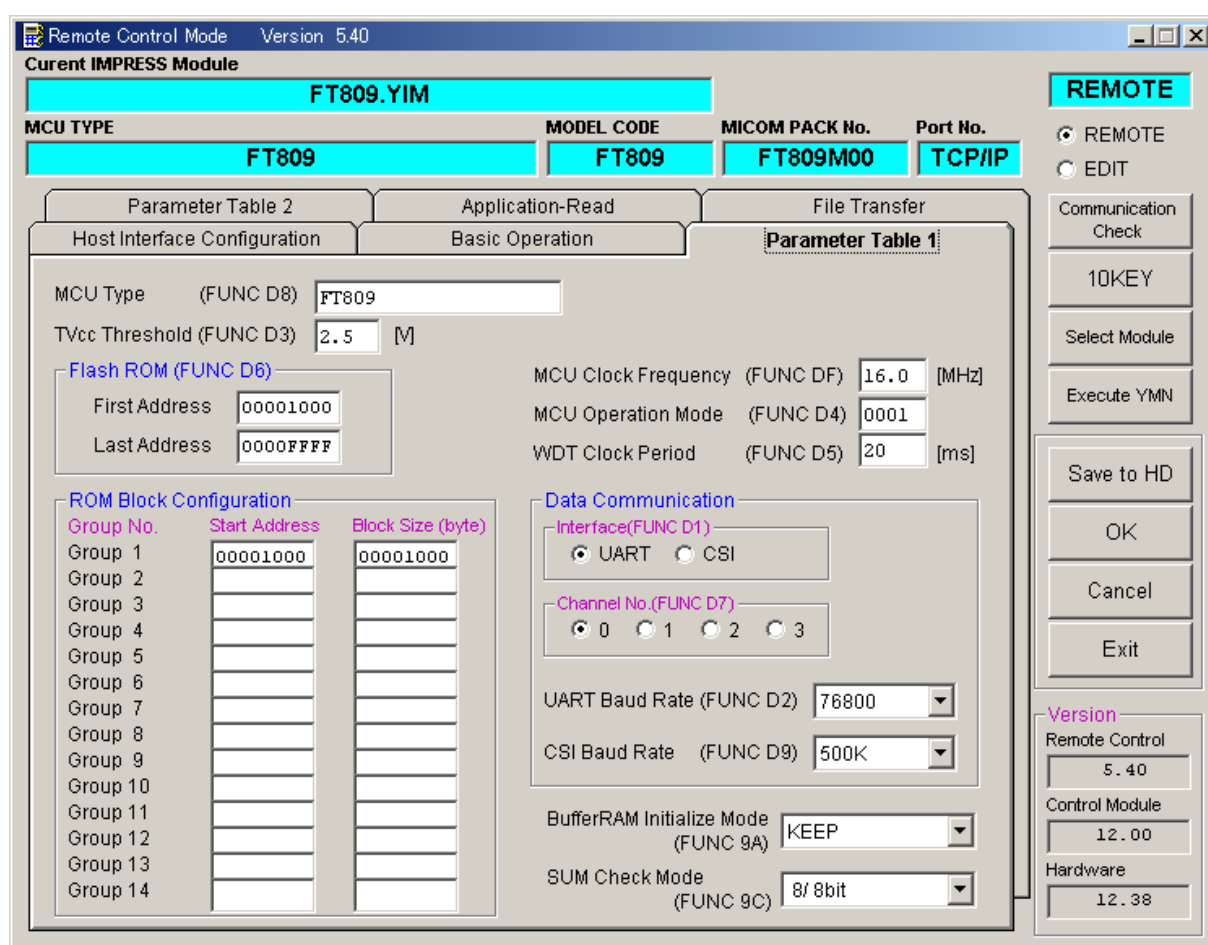 Remote Control Mode Version 5.40
Curent IMPRESS Module
FT809.YIM
REMOTE
MCU TYPE MODEL CODE MICOM PACK No. Port No.
FT809 FT809 FT809M00 TCP/IP
REMOTE
EDIT
Parameter Table 2 Application-Read File Transfer
Host Interface Configuration Basic Operation Parameter Table 1
Communication
Check
10KEY
Select Module
Execute YMN
Save to HD
OK
Cancel
Exit
MCU Type (FUNC D8) FT809
TVcc Threshold (FUNC D3) 2.5 [V]
Flash ROM (FUNC D6)
First Address 00001000
Last Address 0000FFFF
MCU Clock Frequency (FUNC DF) 16.0 [MHz]
MCU Operation Mode (FUNC D4) 0001
WDT Clock Period (FUNC D5) 20 [ms]
ROM Block Configuration
Group No. Start Address Block Size (byte)
Group 1 00001000 00001000
Group 2
Group 3
Group 4
Group 5
Group 6
Group 7
Group 8
Group 9
Group 10
Group 11
Group 12
Group 13
Group 14
Data Communication
Interface(FUNC D1)
UART CSI
Channel No.(FUNC D7)
0 1 2 3
UART Baud Rate (FUNC D2) 76800
CSI Baud Rate (FUNC D9) 500K
BufferRAM Initialize Mode
(FUNC 9A) KEEP
SUM Check Mode
(FUNC 9C) 8/ 8bit
Version
Remote Control
5.40
Control Module
12.00
Hardware
12.38